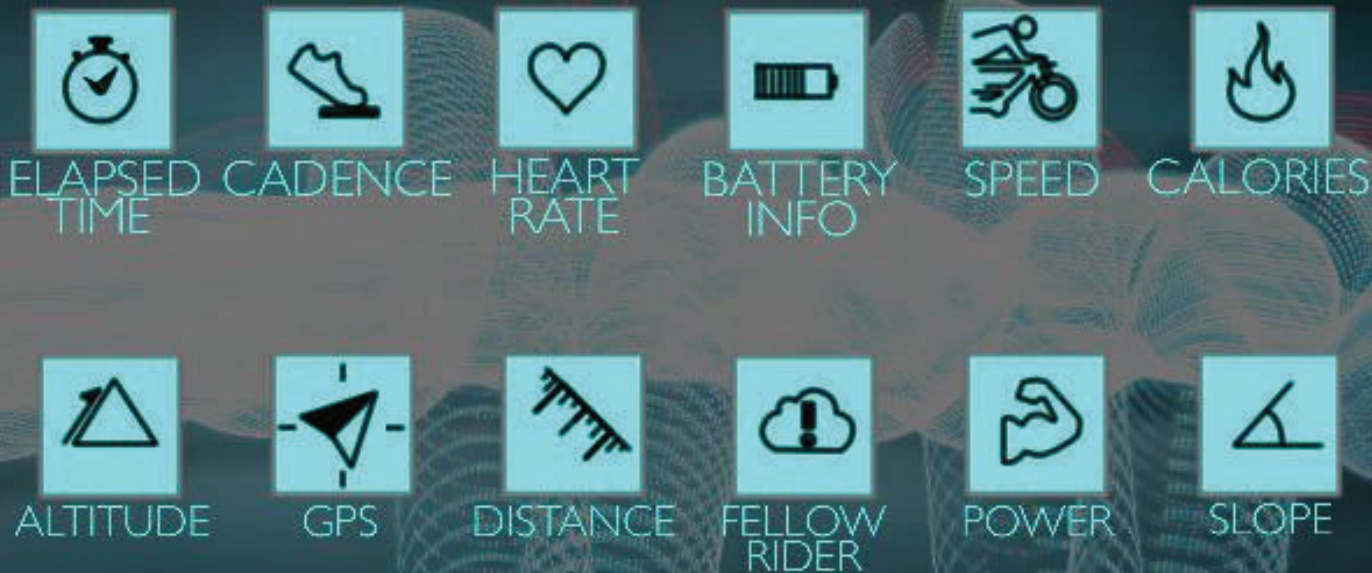 ELAPSED TIME
CADENCE
HEART RATE
BATTERY INFO
SPEED
CALORIES
ALTITUDE
GPS
DISTANCE
FELLOW RIDER
POWER
SLOPE